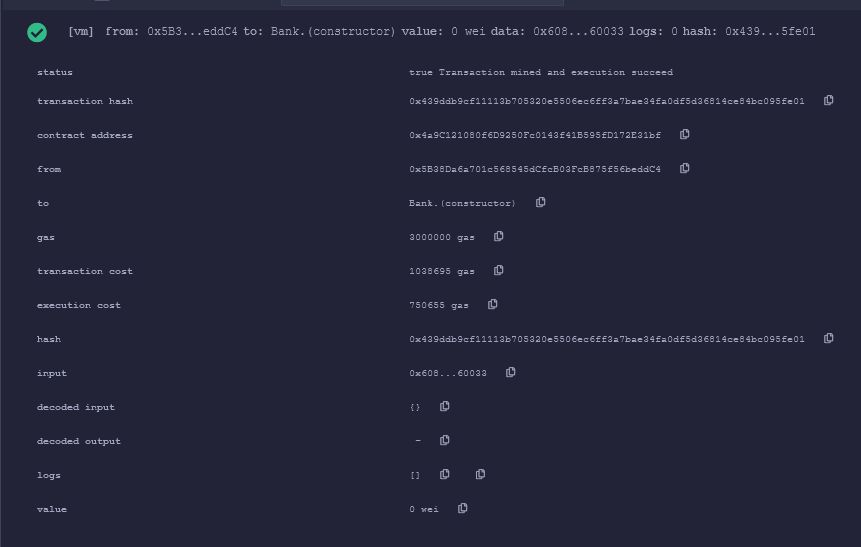 [vm] from: 0x5B3...eddC4 to: Bank.(constructor) value: 0 wei data: 0x608...60033 logs: 0 hash: 0x439...5fe01
status true Transaction mined and execution succeed
transaction hash 0x439ddb9cf11113b705320e5506ec6ff3a7bae34fa0df5d36814ce84bc095fe01
contract address 0x4a9C121080f6D9250Fc0143f41B595fD172E31bf
from 0x5B38Da6a701c568545dCfcB03FcB875f56beddC4
to Bank.(constructor)
gas 3000000 gas
transaction cost 1038695 gas
execution cost 750655 gas
hash 0x439ddb9cf11113b705320e5506ec6ff3a7bae34fa0df5d36814ce84bc095fe01
input 0x608...60033
decoded input {}
decoded output -
logs []
value 0 wei